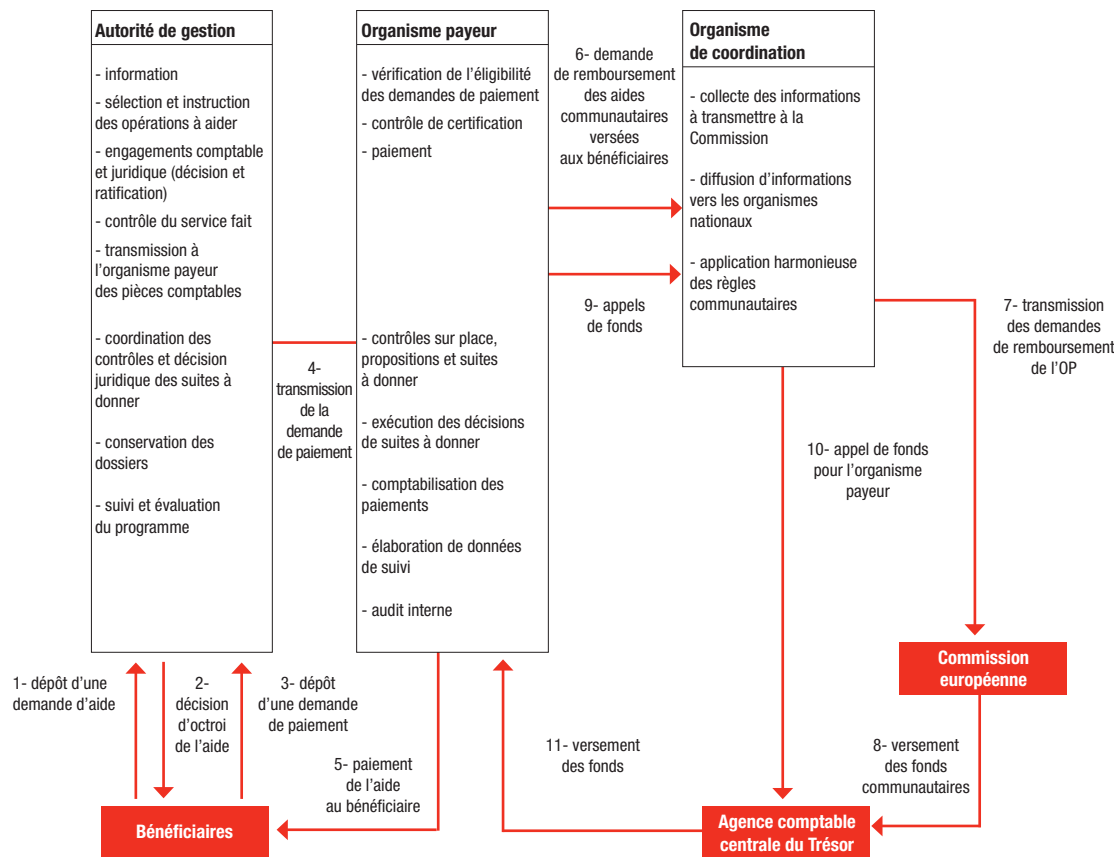 Autorité de gestion
- information
- sélection et instruction
des opérations à aider
- engagements comptable
et juridique (décision et
ratification)
- contrôle du service fait
- transmission à
l’organisme payeur
des pièces comptables
- coordination des
contrôles et décision
juridique des suites à
donner
- conservation des
dossiers
- suivi et évaluation
du programme
4-
transmission
de la
demande
de paiement
Organisme payeur
- vérification de l’éligibilité
des demandes de paiement
- contrôle de certification
- paiement
- contrôles sur place,
propositions et suites
à donner
- exécution des décisions
de suites à donner
- comptabilisation des
paiements
- élaboration de données
de suivi
- audit interne
6- demande
de remboursement
des aides
communautaires
versées
aux bénéficiaires
9- appels
de fonds
Organisme
de coordination
- collecte des informations
à transmettre à la
Commission
- diffusion d’informations
vers les organismes
nationaux
- application harmonieuse
des règles
communautaires
7- transmission
des demandes
de remboursement
de l’OP
10- appel de fonds
pour l’organisme
payeur
1- dépôt d’une
demande d’aide
2-
décision
d’octroi
de l’aide
3- dépôt
d’une demande
de paiement
5- paiement
de l’aide
au bénéficiaire
11- versement
des fonds
Commission
européenne
8- versement
des fonds
communautaires
Bénéficiaires
Agence comptable
centrale du Trésor